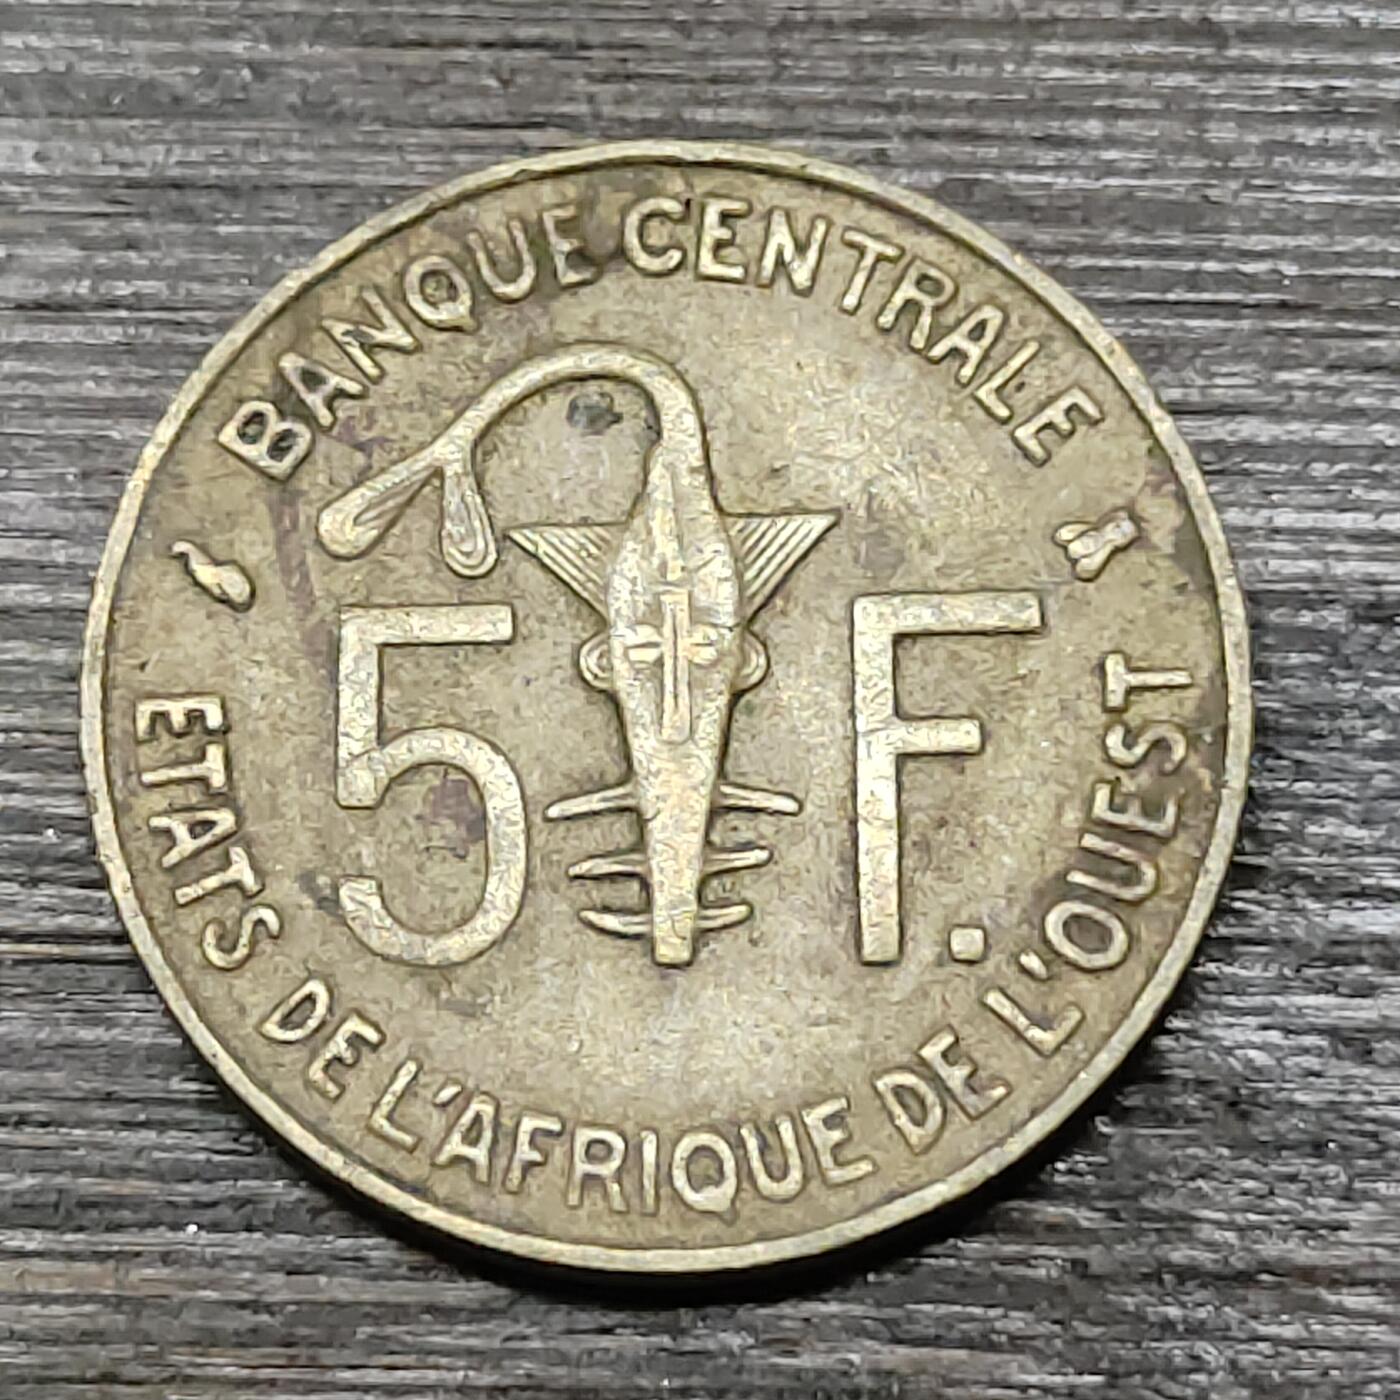 BANQUE CENTRALE
5 F.
ETATS DE L'AFRIQUE DE L'OUEST